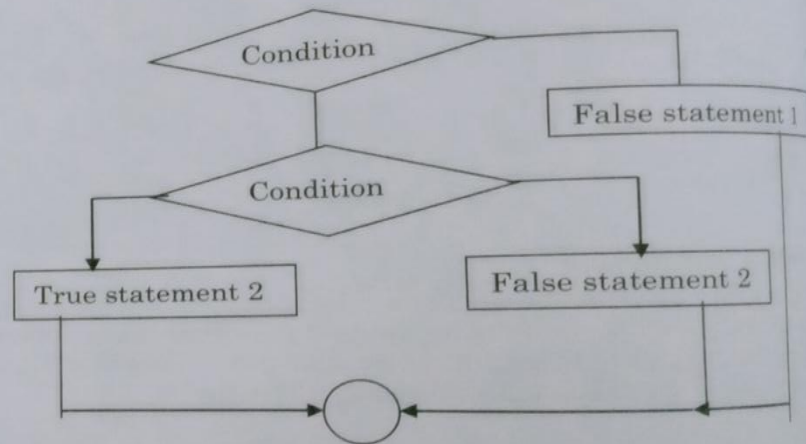 Condition
False statement 1
Condition
True statement 2
False statement 2